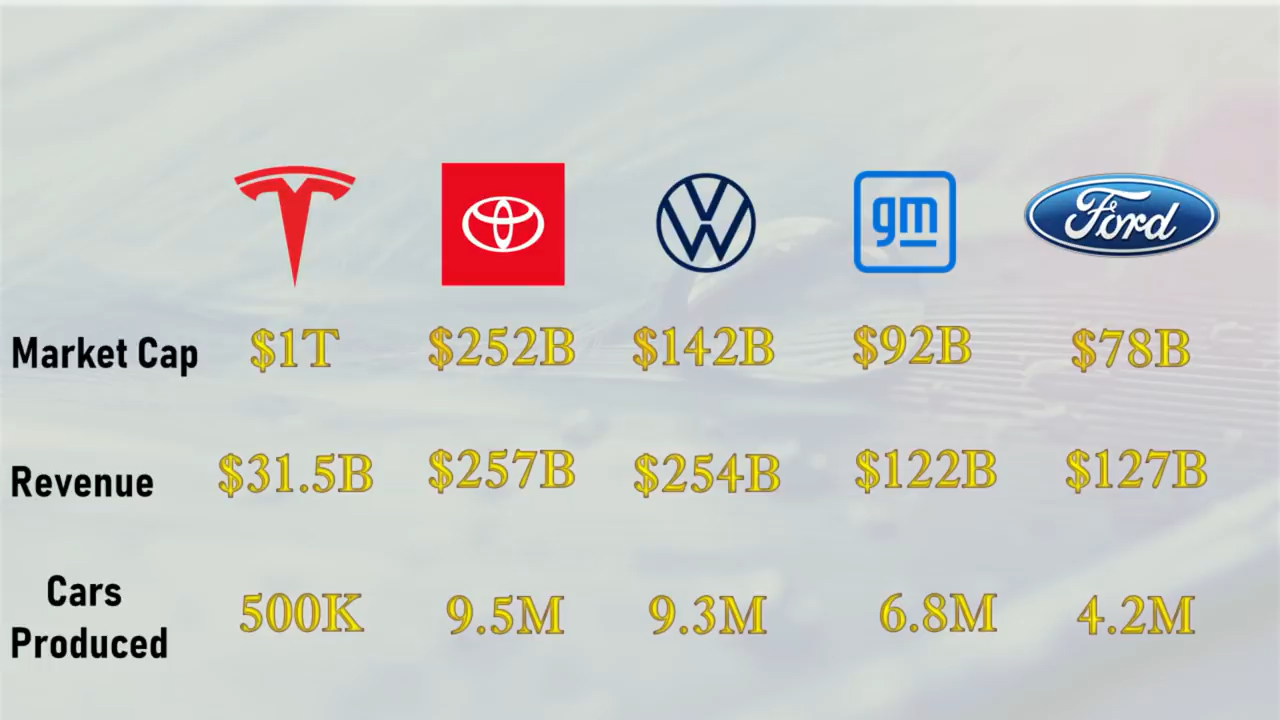 gm Ford
Market Cap $1T $252B $142B $92B $78B
Revenue $31.5B $257B $254B $122B $127B
Cars
Produced 500K 9.5M 9.3M 6.8M 4.2M